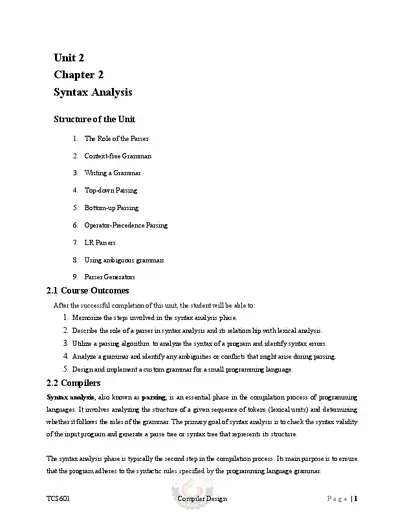 Unit 2
Chapter 2
Syntax Analysis
Structure of the Unit
1. The Role of the Parser
2. Context-free Grammars
3. Writing a Grammar
4. Top-down Parsing
5. Bottom-up Parsing
6. Operator-Precedence Parsing
7. LR Parsers
8. Using ambiguous grammars
9. Parser Generators
2.1 Course Outcomes
After the successful completion of this unit, the student will be able to:
1. Memorize the steps involved in the syntax analysis phase.
2. Describe the role of a parser in syntax analysis and its relationship with lexical analysis.
3. Utilize a parsing algorithm to analyze the syntax of a program and identify syntax errors.
4. Analyze a grammar and identify any ambiguities or conflicts that might arise during parsing.
5. Design and implement a custom grammar for a small programming language.
2.2 Compilers
Syntax analysis, also known as parsing, is an essential phase in the compilation process of programming
languages. It involves analyzing the structure of a given sequence of tokens (lexical units) and determining
whether it follows the rules of the grammar. The primary goal of syntax analysis is to check the syntax validity
of the input program and generate a parse tree or syntax tree that represents its structure.
The syntax analysis phase is typically the second step in the compilation process. Its main purpose is to ensure
that the program adheres to the syntactic rules specified by the programming language grammar.
TCS601 Compiler Design Page | 1